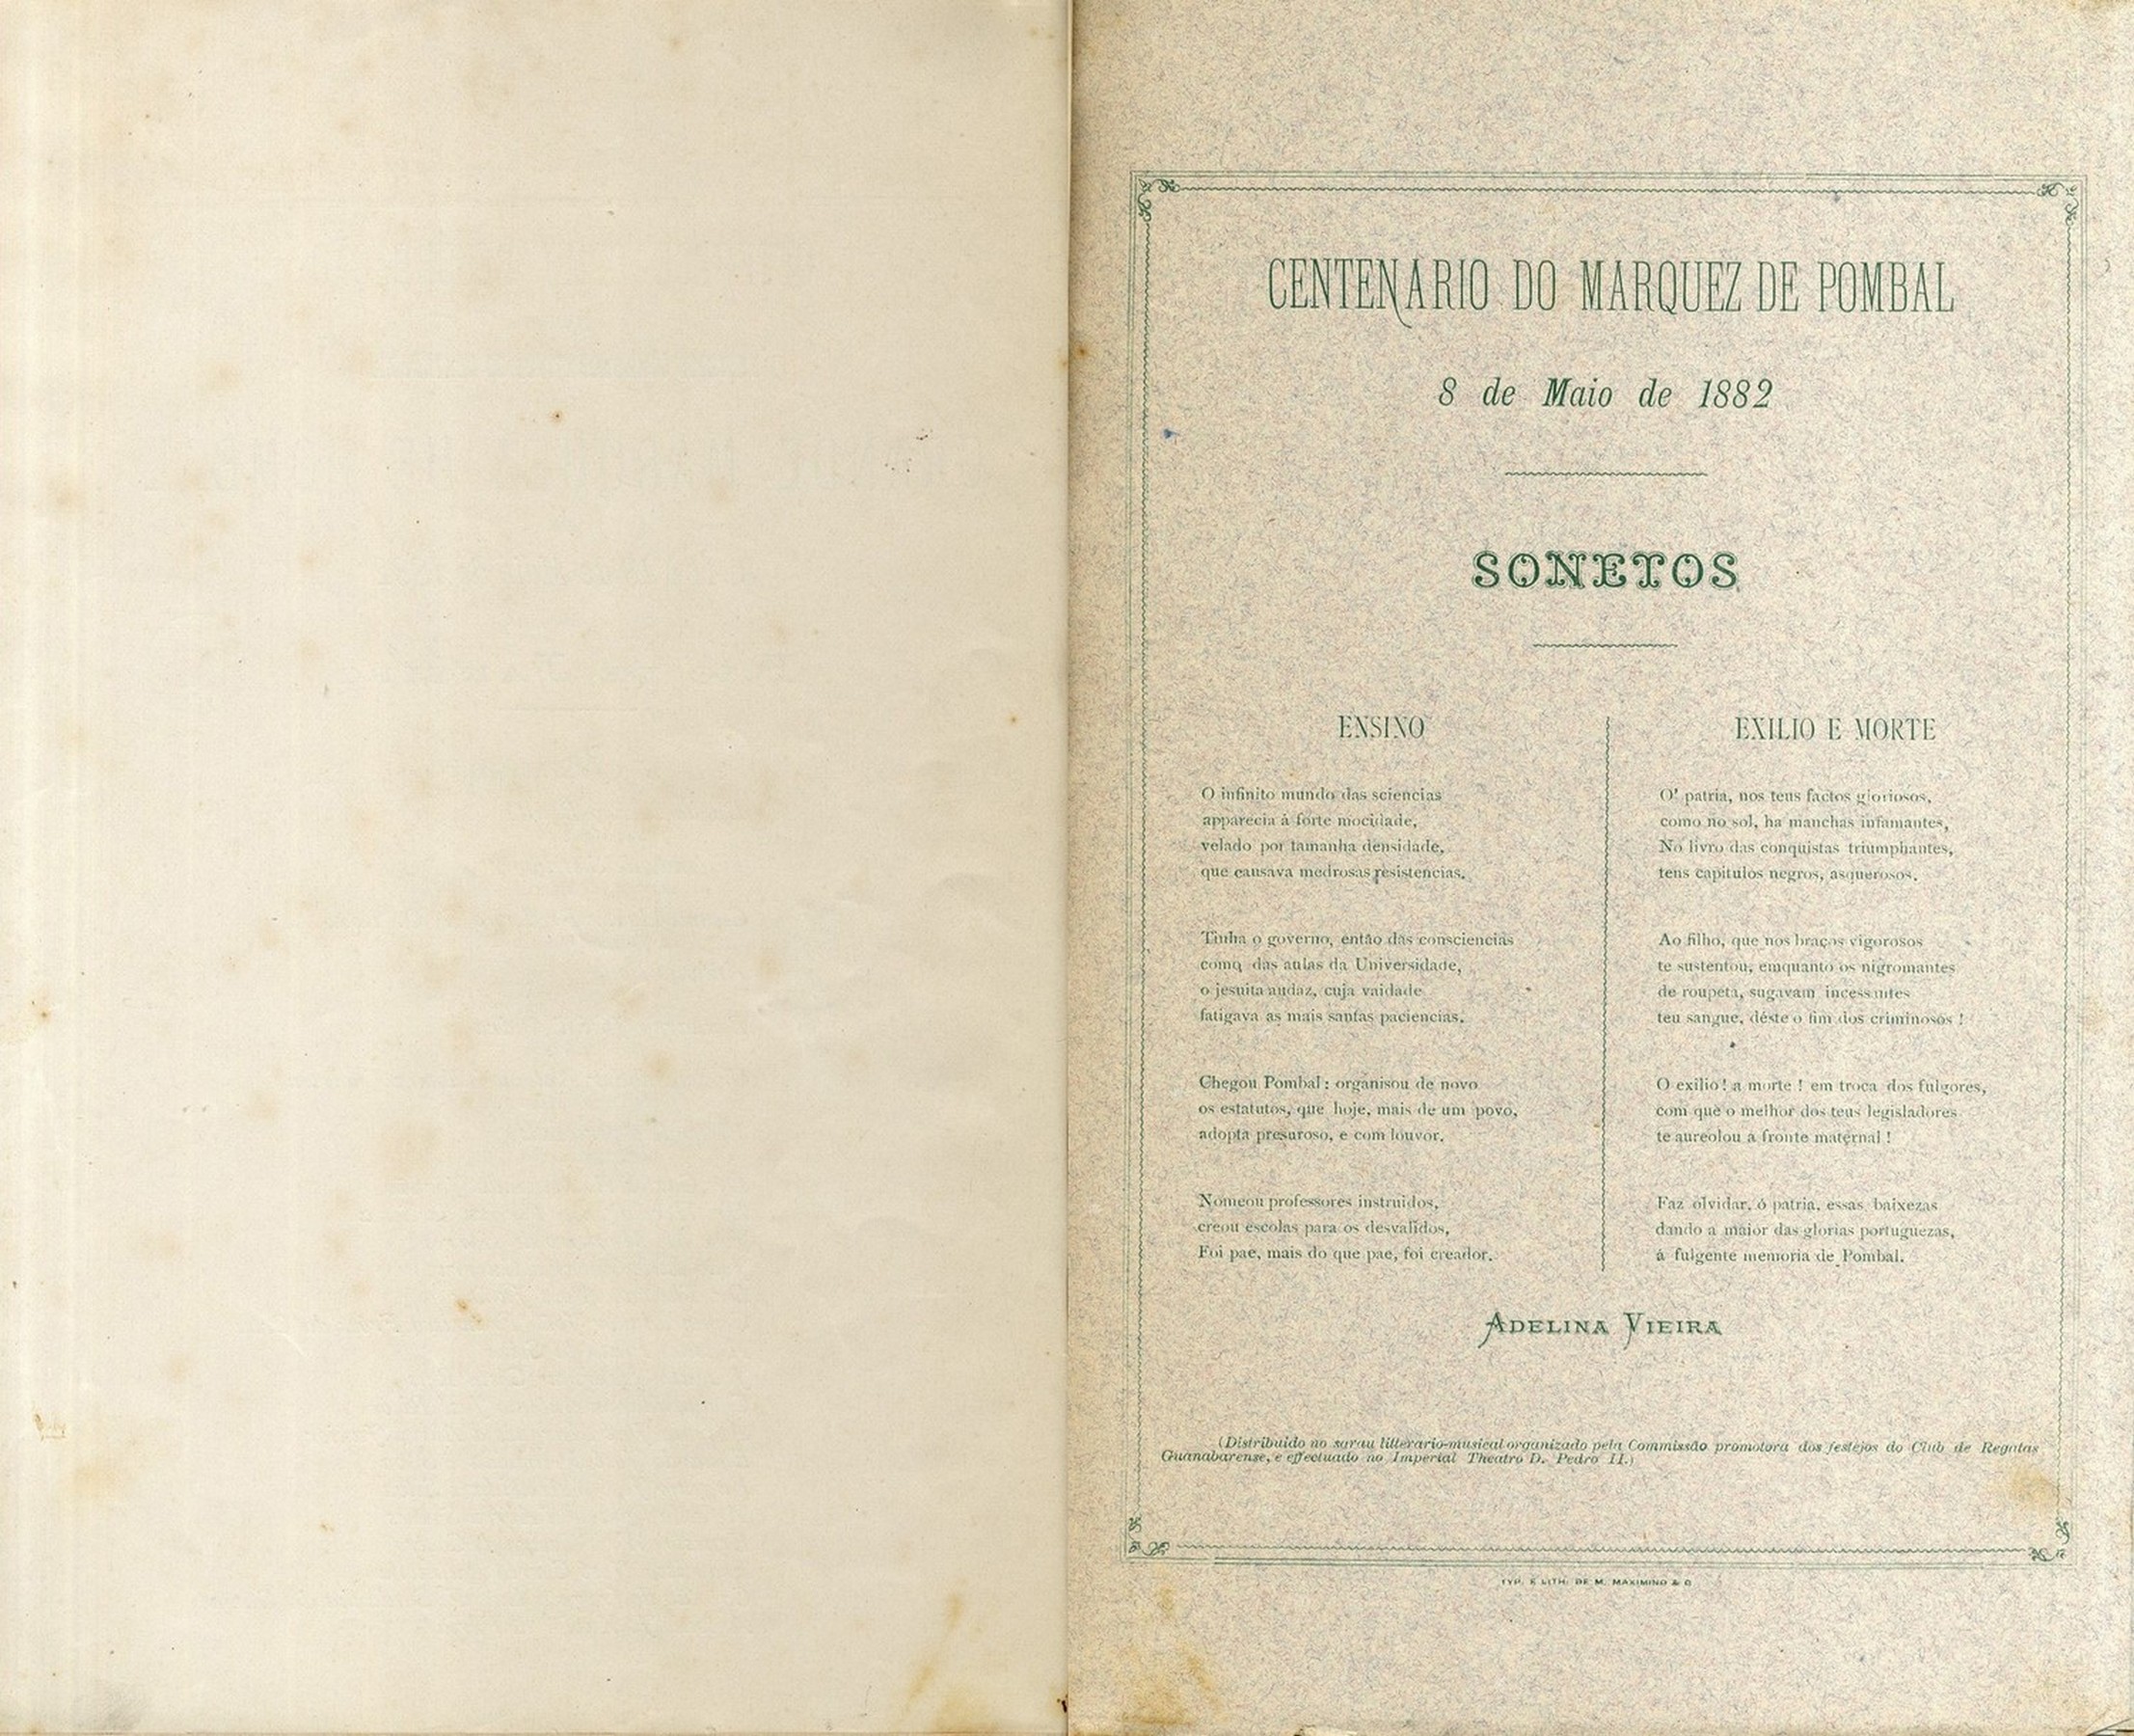 CENTENARIO DO MARQUEZ DE POMBAL
8 de Maio de 1882
SONETOS
ENSINO
O infinito mundo das sciencias
apparecia á forte mocidade,
velado por tamanha densidade,
que causava medrosas resistencias.
Tinha o governo, então das consciencias
como das aulas da Universidade,
o jesuita audaz, cuja vaidade
fatigava as mais santas paciencias.
Chegou Pombal: organisou de novo
os estatutos, que hoje, mais de um povo,
adopta presuroso, e com louvor.
Nomeou professores instruidos,
creou escolas para os desvalidos,
Foi pae, mais do que pae, foi creador.
EXILIO E MORTE
O' patria, nos teus factos gloriosos,
como no sol, ha manchas infamantes,
No livro das conquistas triumphantes,
tens capitulos negros, asquerosos.
Ao filho, que nos braços vigorosos
te sustentou, emquanto os nigromantes
de roupeta, sugavam incessantes
teu sangue, déste o fim dos criminosos !
O exilio! a morte ! em troca dos fulgores,
com que o melhor dos teus legisladores
te aureolou a fronte maternal !
Faz olvidar, ó patria, essas baixezas
dando a maior das glorias portuguezas,
á fulgente memoria de Pombal.
ADELINA VIEIRA
(Distribuido no sarau litterario-musical organizado pela Commissão promotora dos festejos do Club de Regatas
Guanabarense, e effectuado no Imperial Theatro D. Pedro II.)
TYP. E LITH. DE M. MAXIMINO & C